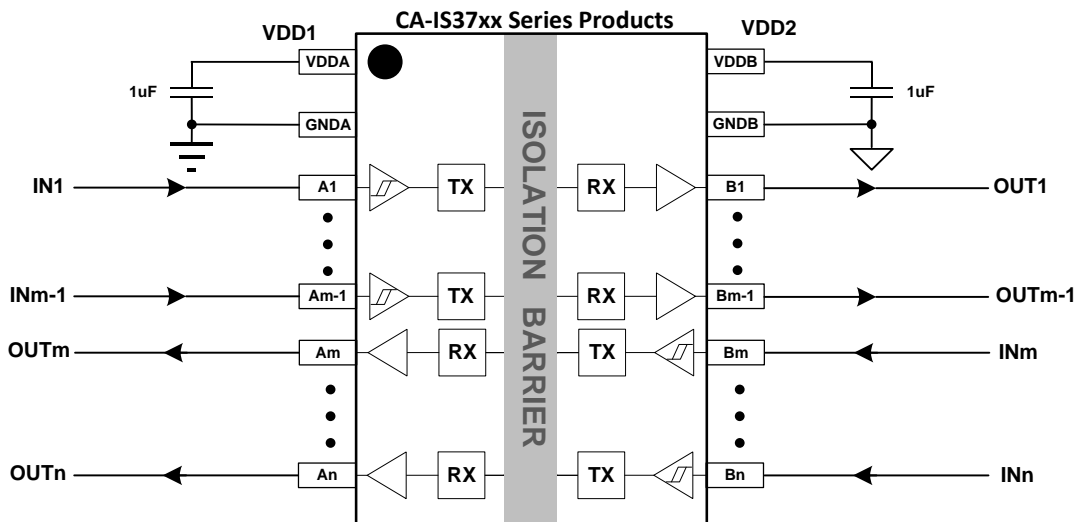 CA-IS37xx Series Products
VDD1
VDD2
VDDA
VDDB
1uF
1uF
GNDA
GNDB
ISOLATION BARRIER
IN1
A1
TX
RX
B1
OUT1
INm-1
Am-1
TX
RX
Bm-1
OUTm-1
OUTm
Am
RX
TX
Bm
INm
OUTn
An
RX
TX
Bn
INn